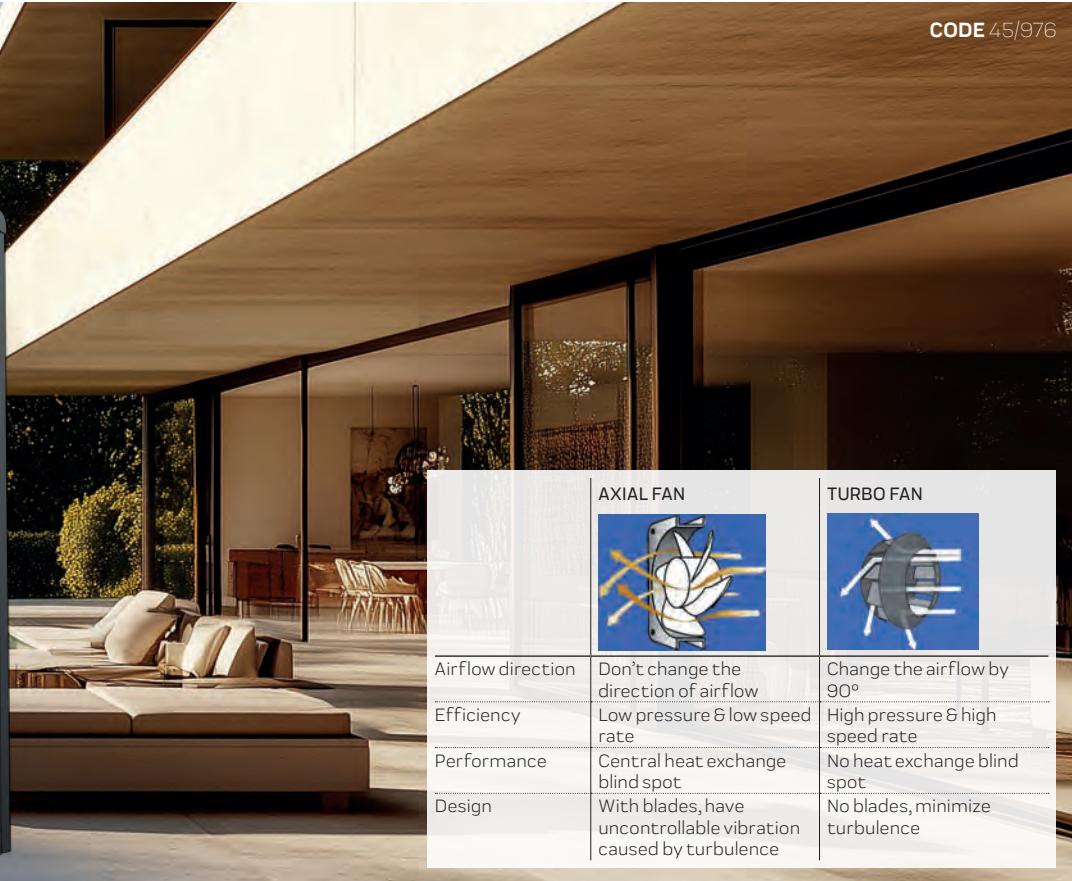 CODE 45/976
AXIAL FAN
TURBO FAN
Airflow direction
Don't change the
direction of airflow
Change the airflow by
90º
Efficiency
Low pressure & low speed
rate
High pressure & high
speed rate
Performance
Central heat exchange
blind spot
No heat exchange blind
spot
Design
With blades, have
uncontrollable vibration
caused by turbulence
No blades, minimize
turbulence